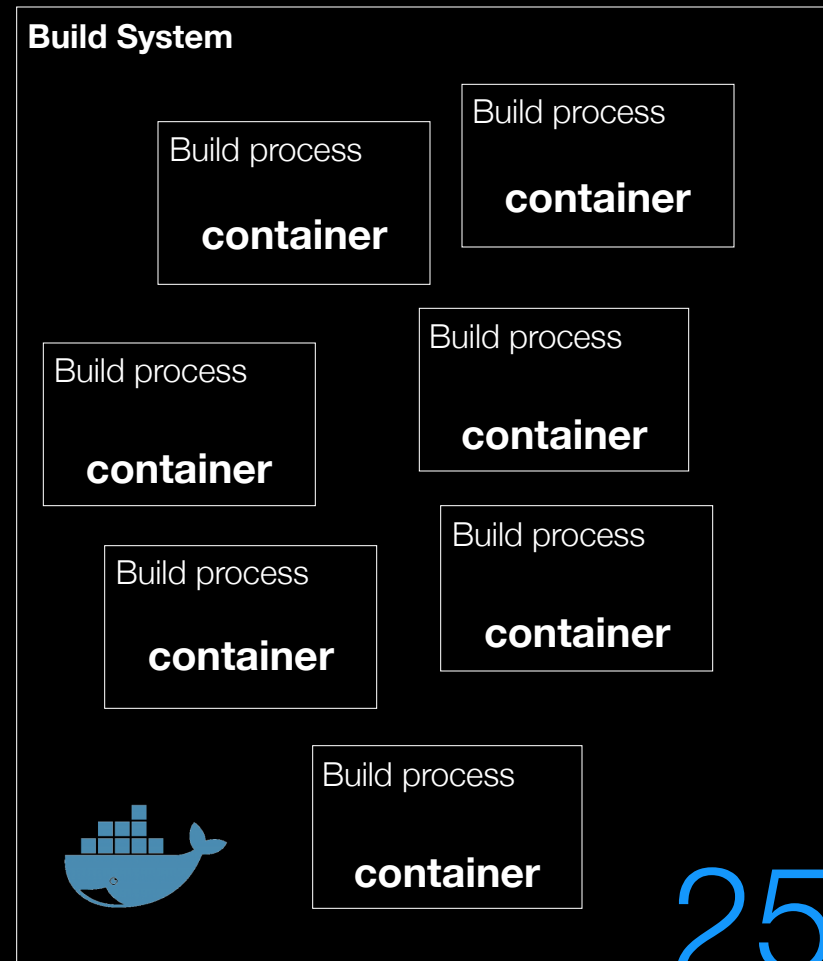 Build System
Build process
container
Build process
container
Build process
container
Build process
container
Build process
container
Build process
container
Build process
container
25